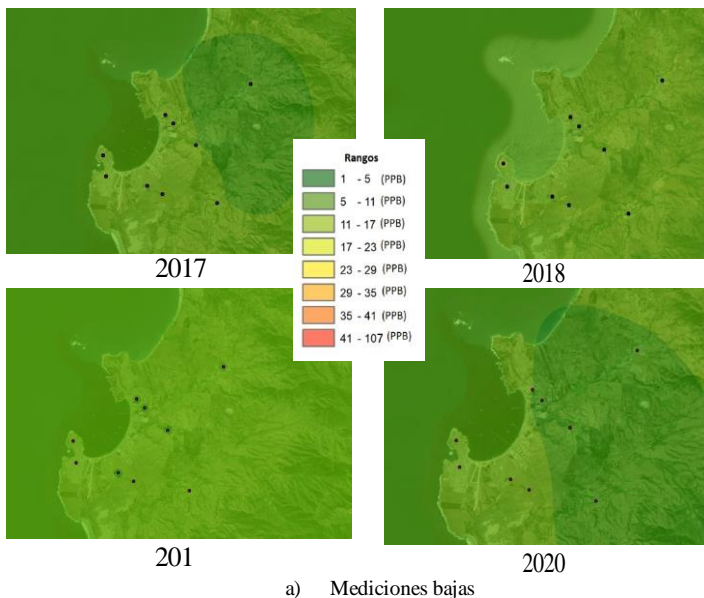 Rangos
1 - 5 (PPB)
5 - 11 (PPB)
11 - 17 (PPB)
17 - 23 (PPB)
23 - 29 (PPB)
29 - 35 (PPB)
35 - 41 (PPB)
41 - 107 (PPB)
2017
2018
201
2020
a) Mediciones bajas